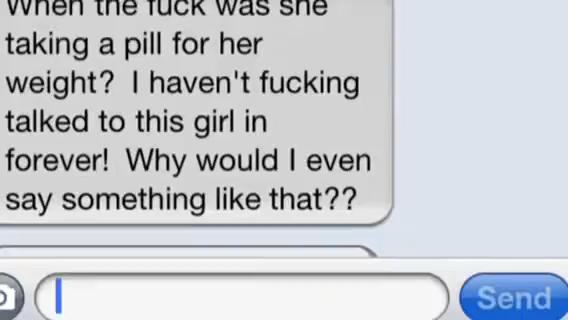 When the fuck was she
taking a pill for her
weight?  I haven't fucking
talked to this girl in
forever!  Why would I even
say something like that??
Send